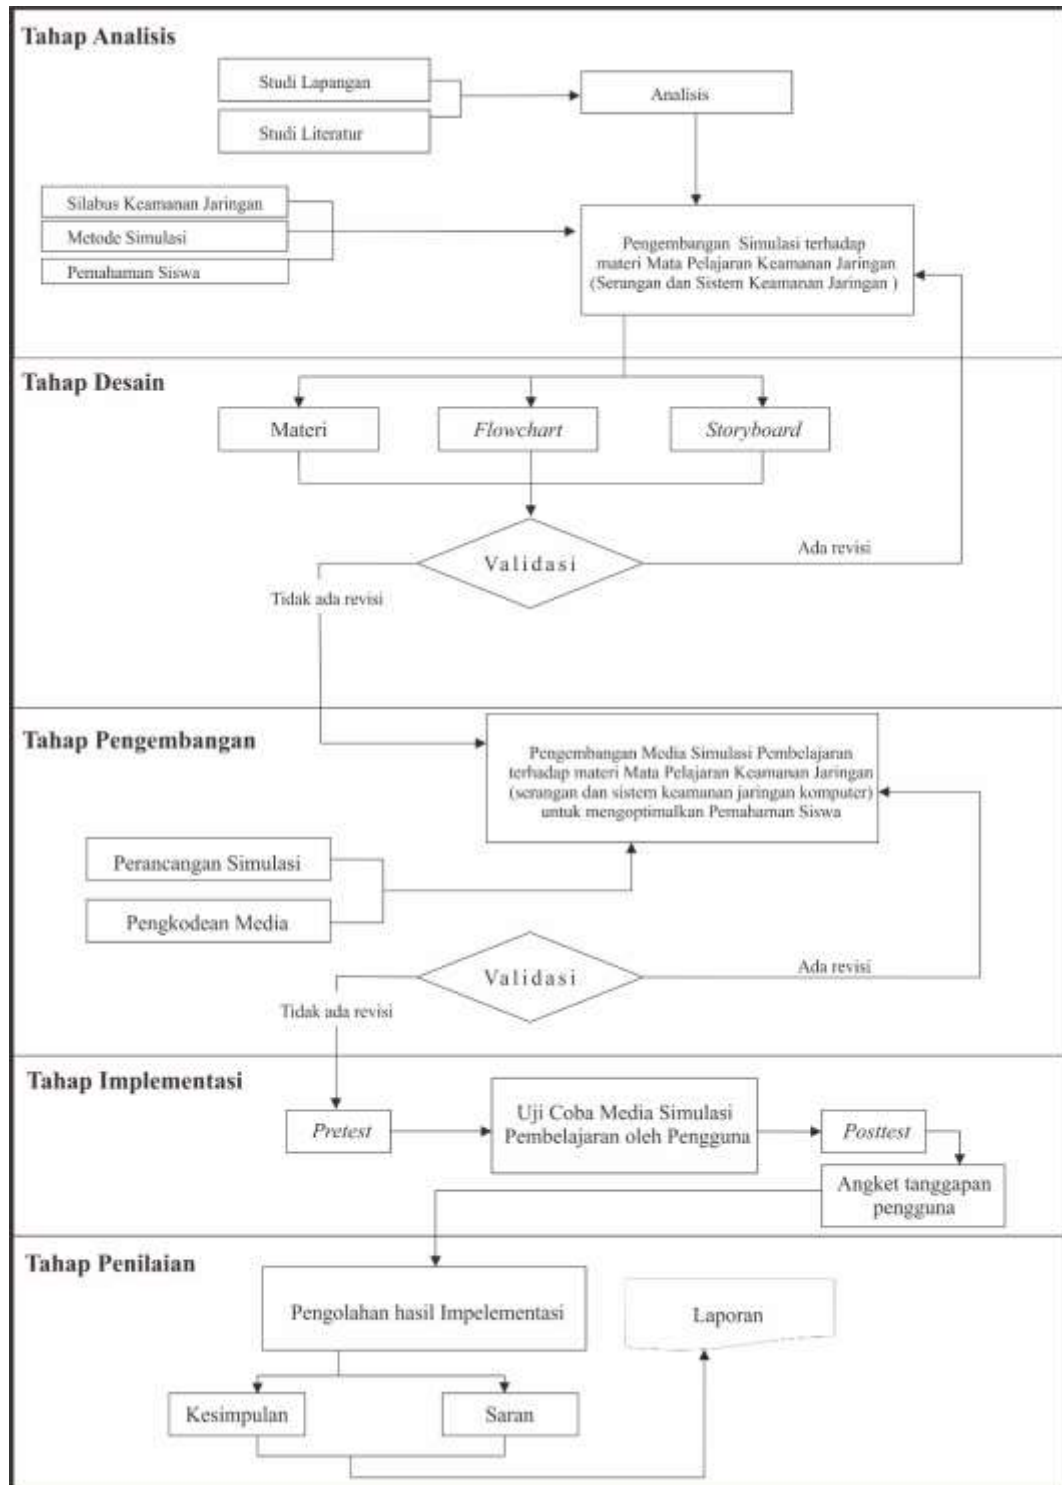 Tahap Analisis
Studi Lapangan
Analisis
Studi Literatur
Silabus Keamanan Jaringan
Metode Simulasi
Pemahaman Siswa
Pengembangan Simulasi terhadap
materi Mata Pelajaran Keamanan Jaringan
(Serangan dan Sistem Keamanan Jaringan )
Tahap Desain
Materi
Flowchart
Storyboard
Validasi
Ada revisi
Tidak ada revisi
Tahap Pengembangan
Pengembangan Media Simulasi Pembelajaran
terhadap materi Mata Pelajaran Keamanan Jaringan
(serangan dan sistem keamanan jaringan komputer)
untuk mengoptimalkan Pemahaman Siswa
Perancangan Simulasi
Pengkodean Media
Validasi
Ada revisi
Tidak ada revisi
Tahap Implementasi
Pretest
Uji Coba Media Simulasi
Pembelajaran oleh Pengguna
Posttest
Angket tanggapan
pengguna
Tahap Penilaian
Pengolahan hasil Impelementasi
Laporan
Kesimpulan
Saran